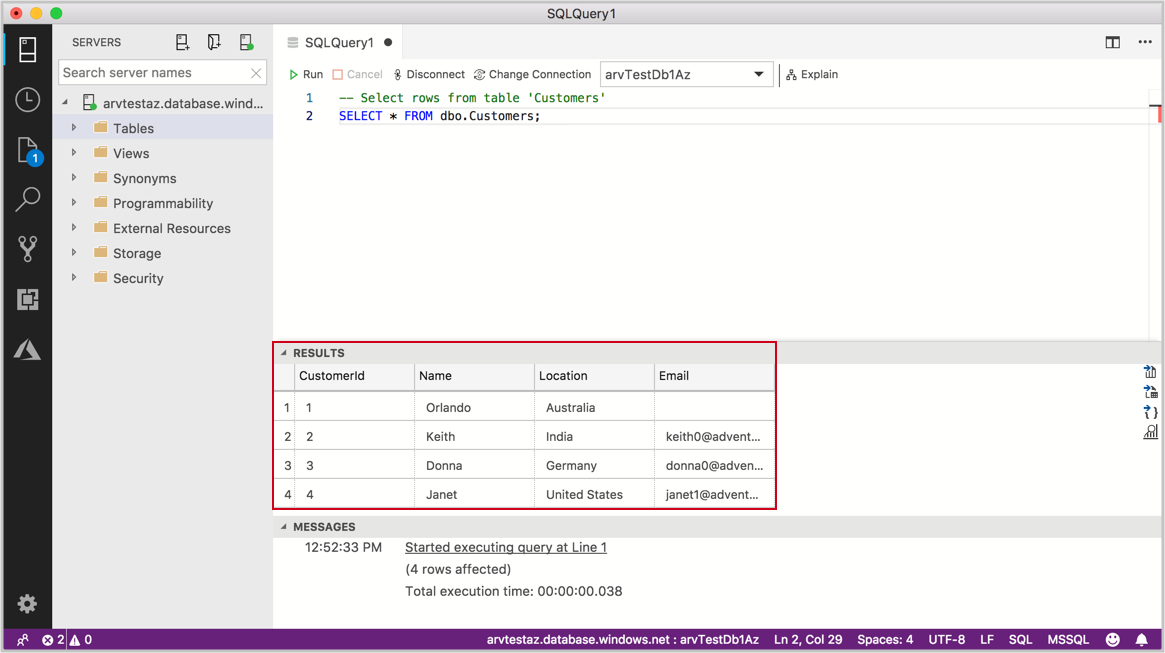 SQLQuery1
SERVERS
SQLQuery1
Search server names
Run Cancel Disconnect Change Connection arvTestDb1Az Explain
arvtestaz.database.wind...
Tables
Views
Synonyms
Programmability
External Resources
Storage
Security
1
1 -- Select rows from table 'Customers'
2 SELECT * FROM dbo.Customers;
RESULTS
CustomerId Name Location Email
1 1 Orlando Australia
2 2 Keith India keith0@advent...
3 3 Donna Germany donna0@adven...
4 4 Janet United States janet1@advent...
MESSAGES
12:52:33 PM Started executing query at Line 1
(4 rows affected)
Total execution time: 00:00:00.038
2 0 arvtestaz.database.windows.net : arvTestDb1Az Ln 2, Col 29 Spaces: 4 UTF-8 LF SQL MSSQL